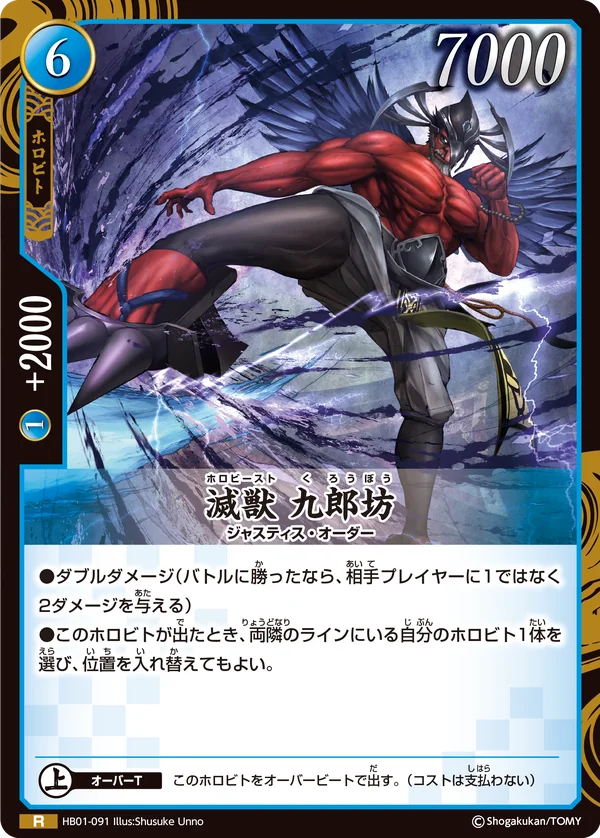 6
7000
ホロビト
+2000
1
ホロビースト くろうぼう
滅獣 九郎坊
ジャスティス・オーダー
●ダブルダメージ(バトルに勝ったなら、相手プレイヤーに1ではなく
2ダメージを与える)
●このホロビトが出たとき、両隣のラインにいる自分のホロビト1体を
選び、位置を入れ替えてもよい。
上 オーバーT このホロビトをオーバービートで出す。(コストは支払わない)
R HB01-091 Illus:Shusuke Unno ©Shogakukan/TOMY